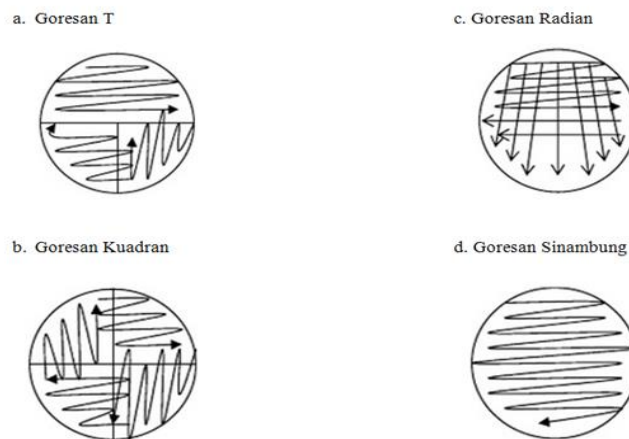 a. Goresan T
c. Goresan Radian
b. Goresan Kuadran
d. Goresan Sinambung